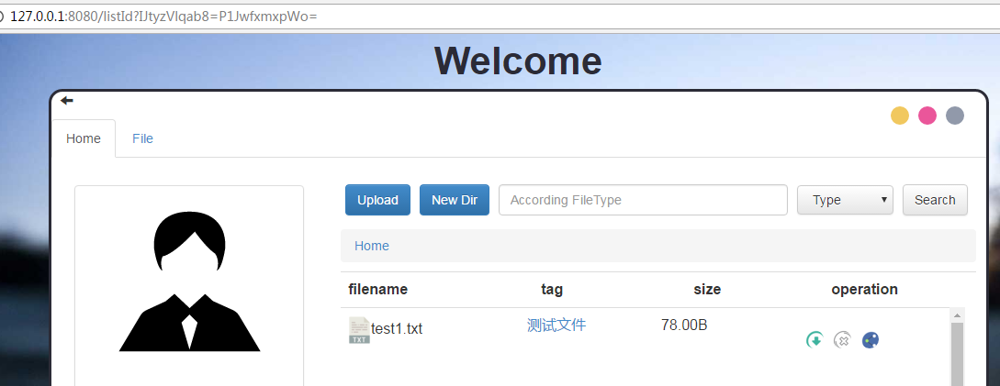 127.0.0.1:8080/listId?IJtyzVlqab8=P1JwfxmxpWo=
Welcome
Home File
Upload New Dir According FileType Type Search
Home
filename tag size operation
TXT test1.txt 测试文件 78.00B